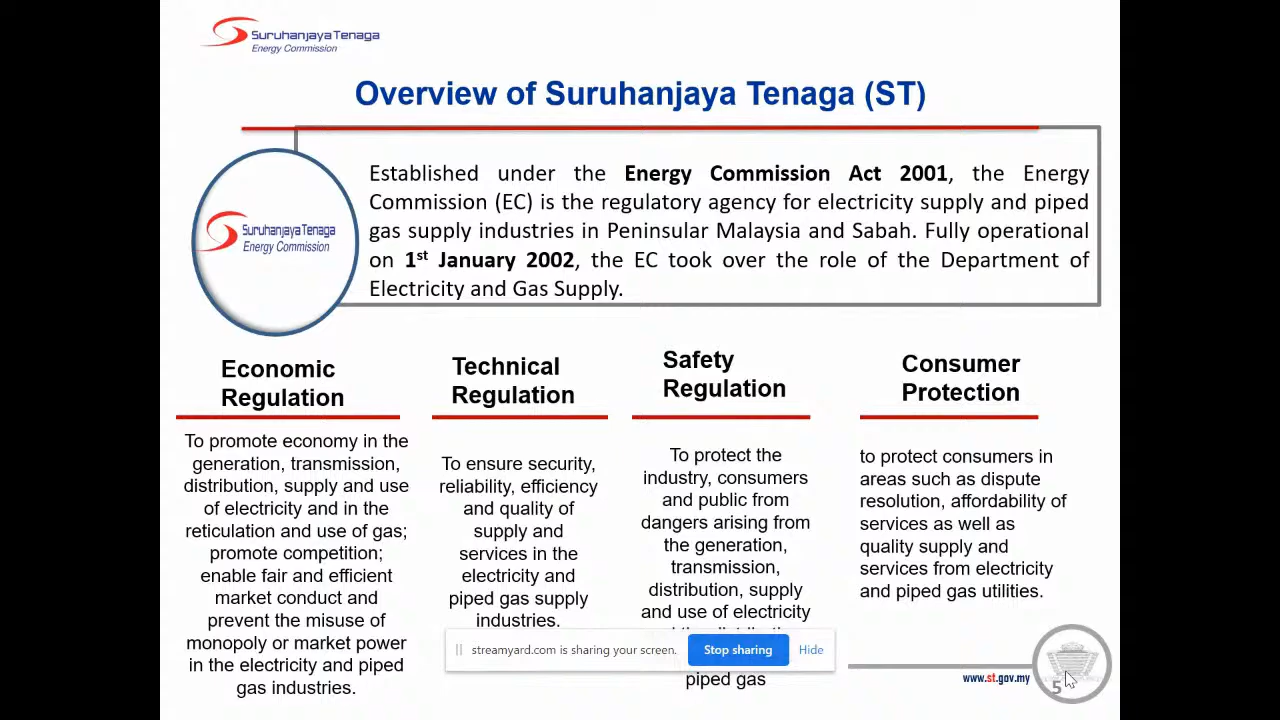 Suruhanjaya Tenaga
Energy Commission
Overview of Suruhanjaya Tenaga (ST)
Suruhanjaya Tenaga
Energy Commission
Established under the Energy Commission Act 2001, the Energy
Commission (EC) is the regulatory agency for electricity supply and piped
gas supply industries in Peninsular Malaysia and Sabah. Fully operational
on 1st January 2002, the EC took over the role of the Department of
Electricity and Gas Supply.
Economic
Regulation
To promote economy in the
generation, transmission,
distribution, supply and use
of electricity and in the
reticulation and use of gas;
promote competition;
enable fair and efficient
market conduct and
prevent the misuse of
monopoly or market power
in the electricity and piped
gas industries.
Technical
Regulation
To ensure security,
reliability, efficiency
and quality of
supply and
services in the
electricity and
piped gas supply
industries.
Safety
Regulation
To protect the
industry, consumers
and public from
dangers arising from
the generation,
transmission,
distribution, supply
and use of electricity
piped gas
Consumer
Protection
to protect consumers in
areas such as dispute
resolution, affordability of
services as well as
quality supply and
services from electricity
and piped gas utilities.
streamyard.com is sharing your screen.
Stop sharing
Hide
www.st.gov.my
5